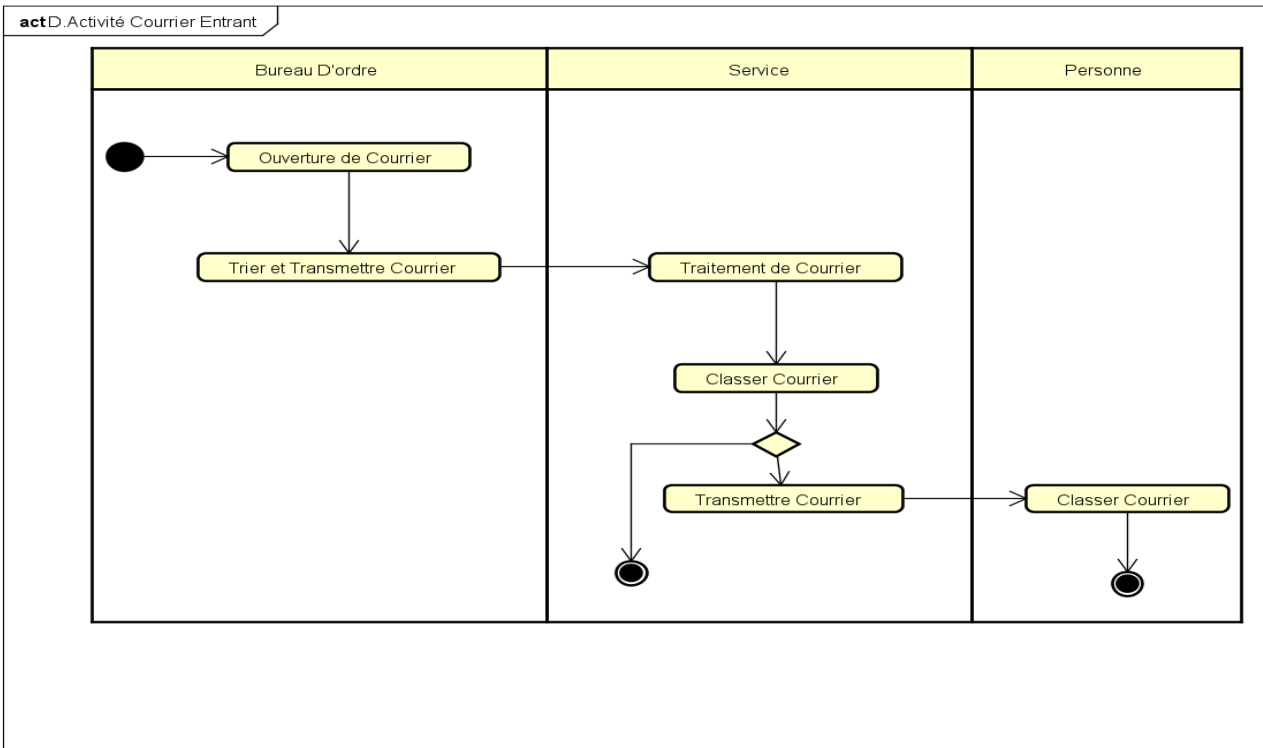 act D.Activité Courrier Entrant
Bureau D'ordre
Service
Personne
Ouverture de Courrier
Trier et Transmettre Courrier
Traitement de Courrier
Classer Courrier
Transmettre Courrier
Classer Courrier